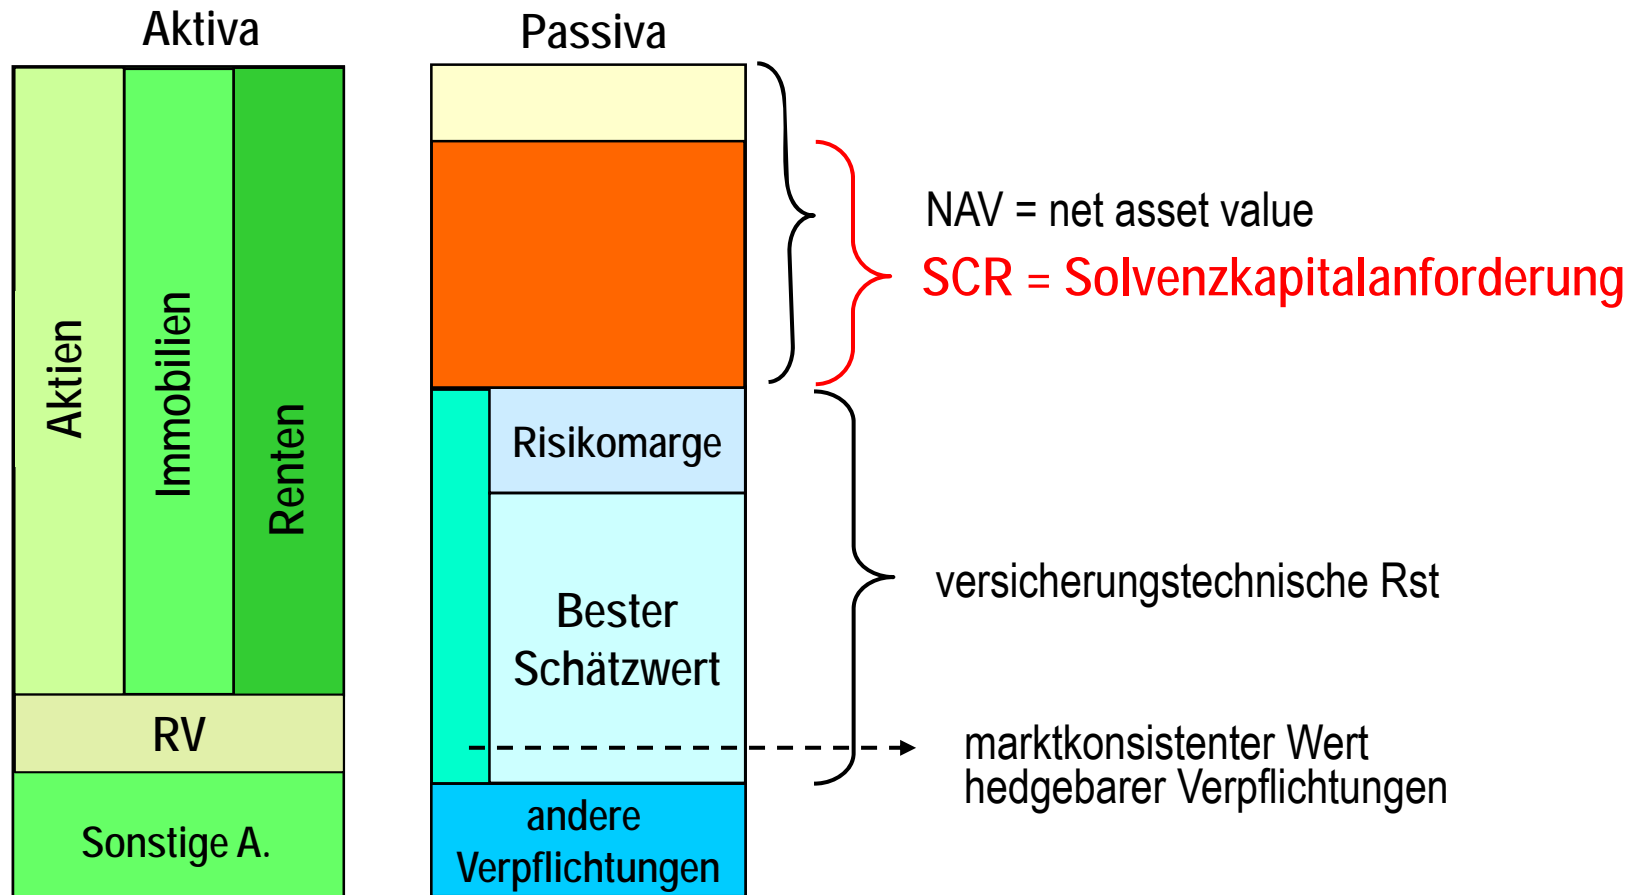 Aktiva
Passiva
Aktien
Immobilien
Renten
RV
Sonstige A.
Risikomarge
Bester
Schätzwert
andere
Verpflichtungen
NAV = net asset value
SCR = Solvenzkapitalanforderung
versicherungstechnische Rst
marktkonsistenter Wert
hedgebarer Verpflichtungen